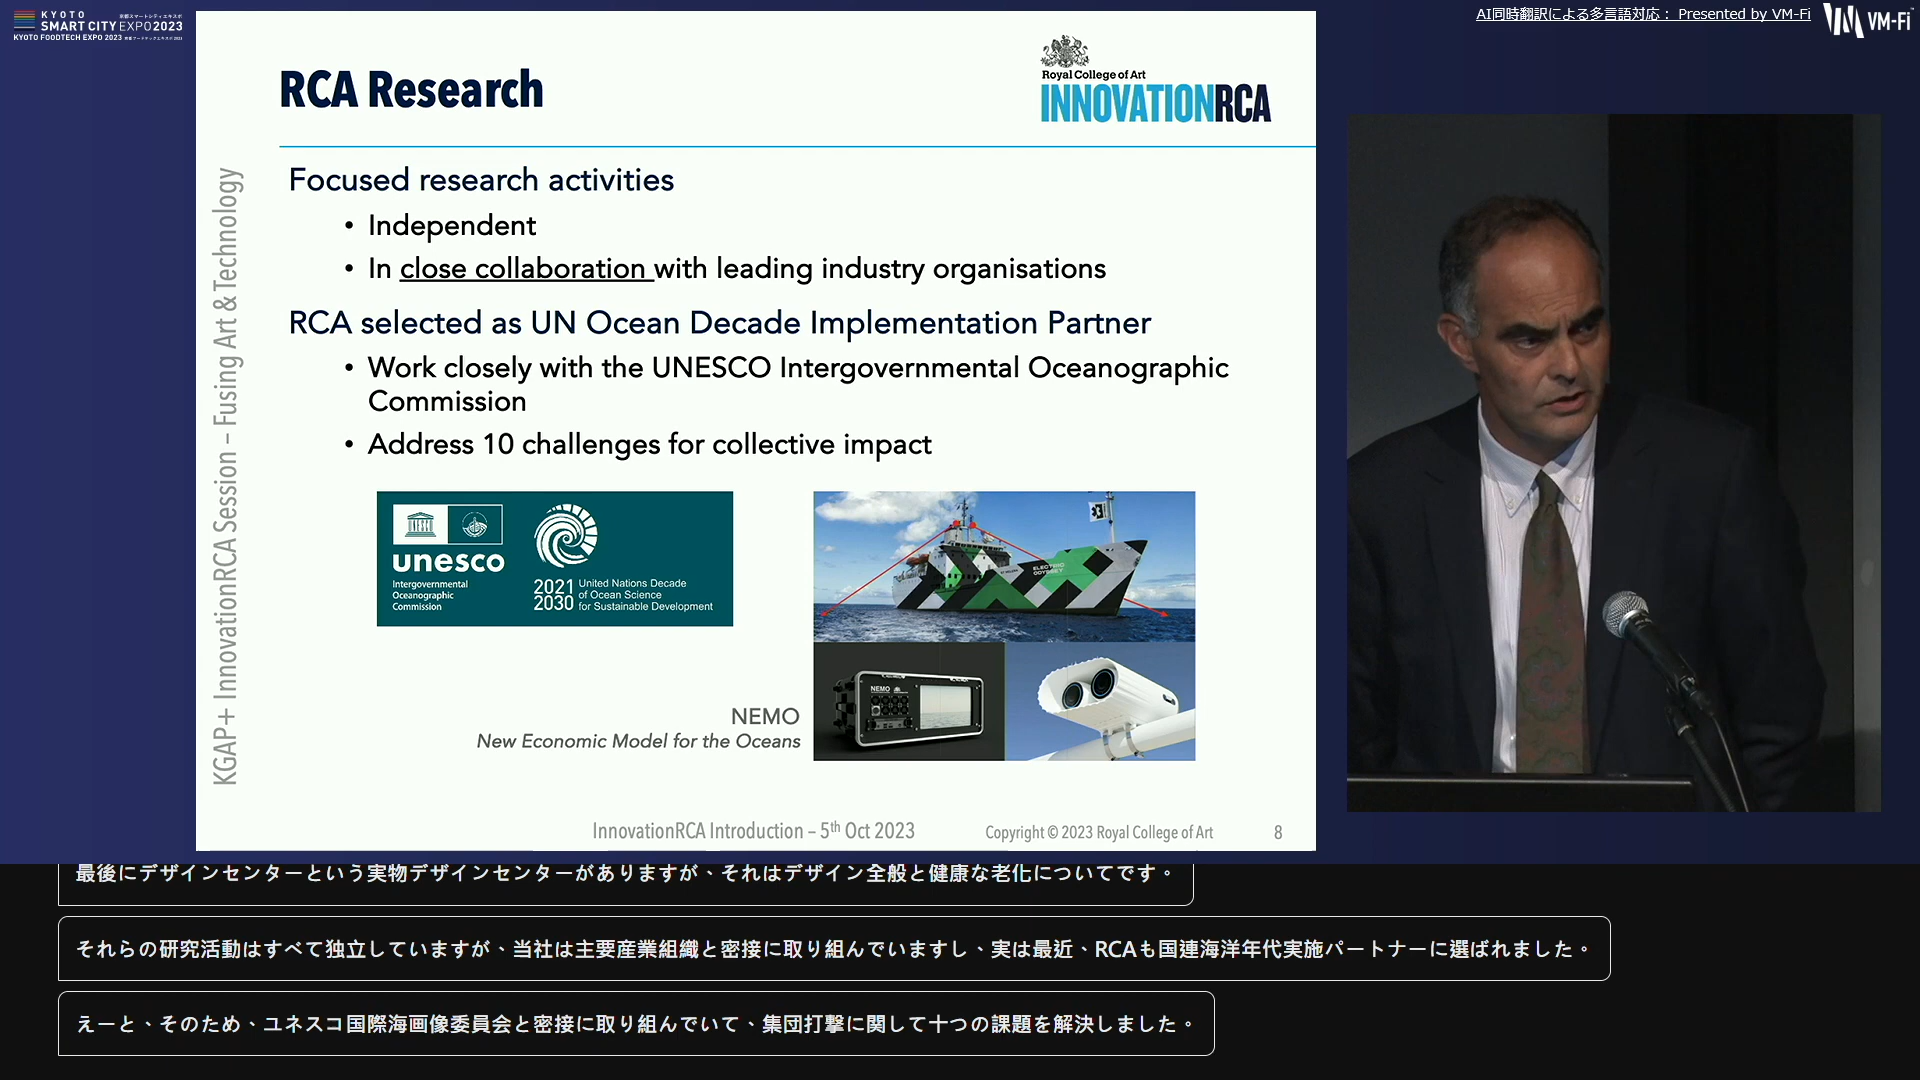 KYOTO
SMART CITY EXPO2023
KYOTO FOODTECH EXPO 2023
AI同時翻訳による多言語対応： Presented by VM-Fi
VM-Fi
RCA Research
Royal College of Art
INNOVATIONRCA
KGAP+ InnovationRCA Session – Fusing Art & Technology
Focused research activities
• Independent
• In close collaboration with leading industry organisations
RCA selected as UN Ocean Decade Implementation Partner
• Work closely with the UNESCO Intergovernmental Oceanographic
Commission
• Address 10 challenges for collective impact
unesco
Intergovernmental
Oceanographic
Commission
2021
2030
United Nations Decade
of Ocean Science
for Sustainable Development
ELECTRIC
ODYSSEY
NEMO
NEMO
New Economic Model for the Oceans
InnovationRCA Introduction – 5th Oct 2023
Copyright © 2023 Royal College of Art
8
最後にデザインセンターという実物デザインセンターがありますが、それはデザイン全般と健康な老化についてです。
それらの研究活動はすべて独立していますが、当社は主要産業組織と密接に取り組んでいますし、実は最近、RCAも国連海洋年代実施パートナーに選ばれました。
えーと、そのため、ユネスコ国際海画像委員会と密接に取り組んでいて、集団打撃に関して十つの課題を解決しました。